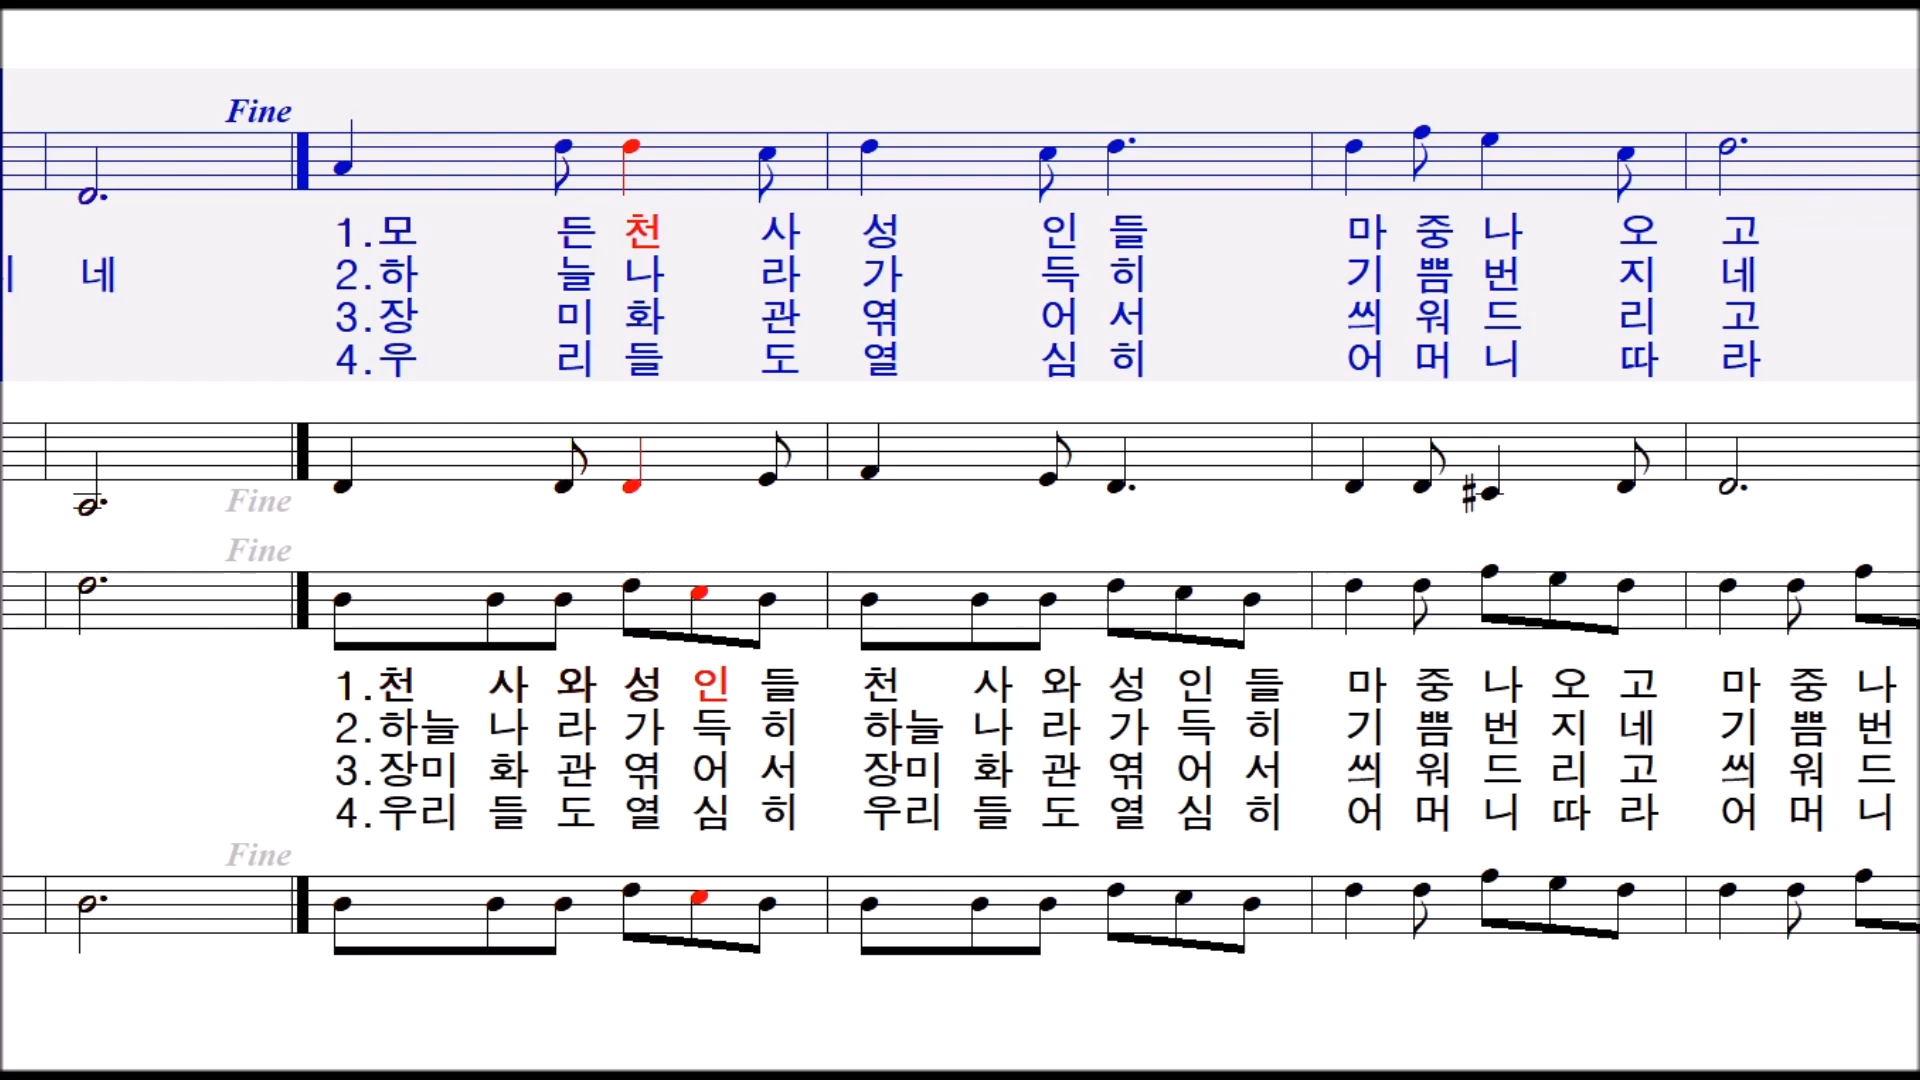 Fine
1.모 든 천 사 성 인 들 마 중 나 오 고
네 2.하 늘 나 라 가 득 히 기 쁨 번 지 네
3.장 미 화 관 엮 어 서 씌 워 드 리 고
4.우 리 들 도 열 심 히 어 머 니 따 라
Fine
Fine
1.천 사 와 성 인 들 천 사 와 성 인 들 마 중 나 오 고 마 중 나
2.하늘 나 라 가 득 히 하늘 나 라 가 득 히 기 쁨 번 지 네 기 쁨 번
3.장미 화 관 엮 어 서 장미 화 관 엮 어 서 씌 워 드 리 고 씌 워 드
4.우리 들 도 열 심 히 우리 들 도 열 심 히 어 머 니 따 라 어 머 니
Fine